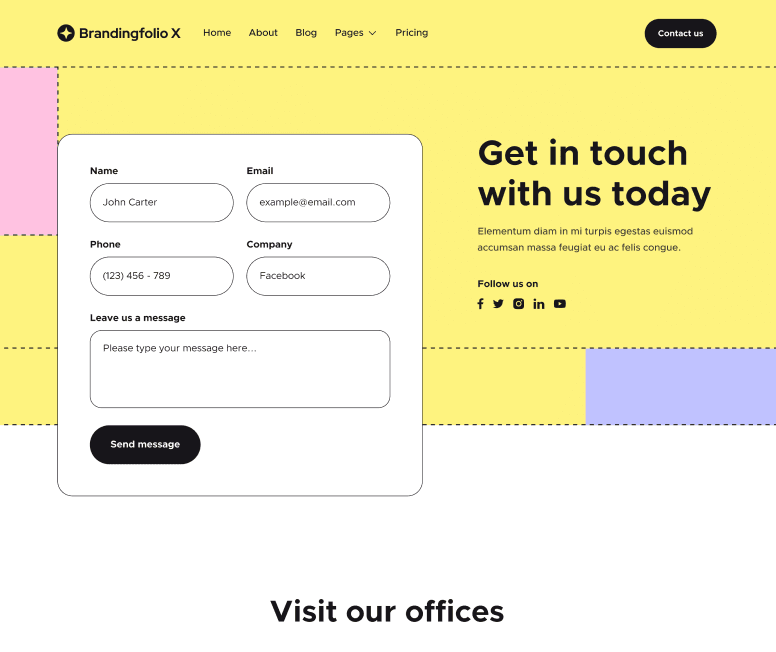 Brandingfolio X
Home
About
Blog
Pages
Pricing
Contact us
Name
Email
John Carter
example@email.com
Phone
Company
(123) 456 - 789
Facebook
Leave us a message
Please type your message here...
Send message
Get in touch
with us today
Elementum diam in mi turpis egestas euismod
accumsan massa feugiat eu ac felis congue.
Follow us on
Visit our offices